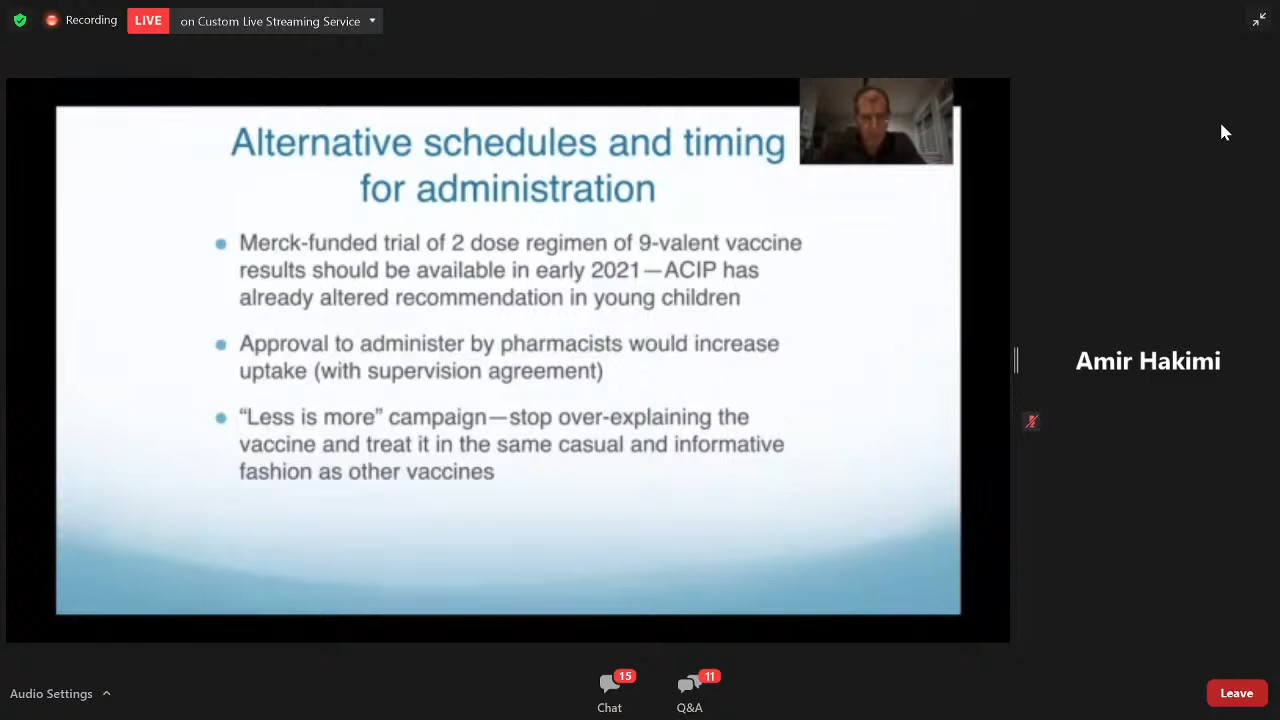 Recording
LIVE
on Custom Live Streaming Service
Alternative schedules and timing
for administration
Merck-funded trial of 2 dose regimen of 9-valent vaccine
results should be available in early 2021—ACIP has
already altered recommendation in young children
Approval to administer by pharmacists would increase
uptake (with supervision agreement)
“Less is more” campaign—stop over-explaining the
vaccine and treat it in the same casual and informative
fashion as other vaccines
Amir Hakimi
Audio Settings
15
Chat
11
Q&A
Leave